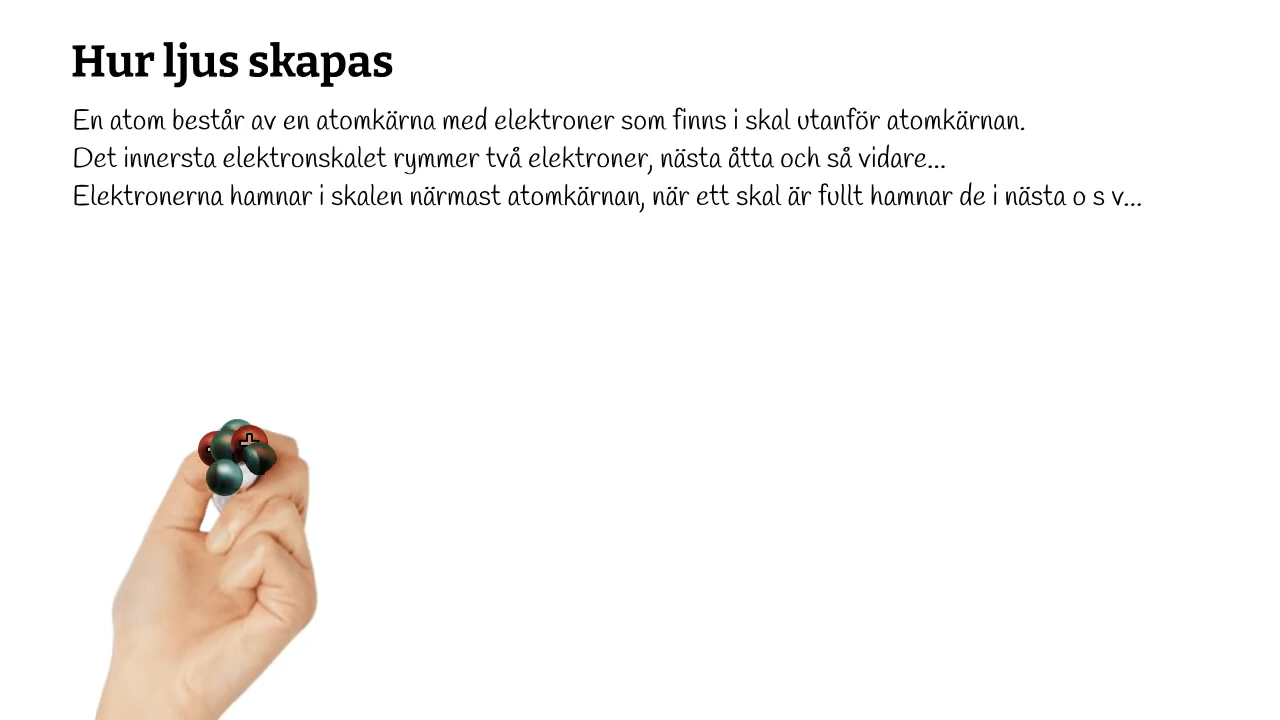 Hur ljus skapas
En atom består av en atomkärna med elektroner som finns i skal utanför atomkärnan.
Det innersta elektronskalet rymmer två elektroner, nästa åtta och så vidare...
Elektronerna hamnar i skalen närmast atomkärnan, när ett skal är fullt hamnar de i nästa o s v...
+